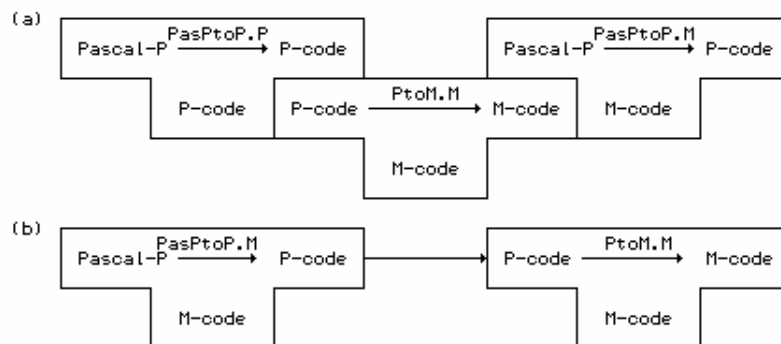 (a) PasPtoP.P PasPtoP.M
Pascal-P P-code Pascal-P P-code
PtoM.M
P-code P-code M-code M-code
M-code
(b) PasPtoP.M PtoM.M
Pascal-P P-code P-code M-code
M-code M-code